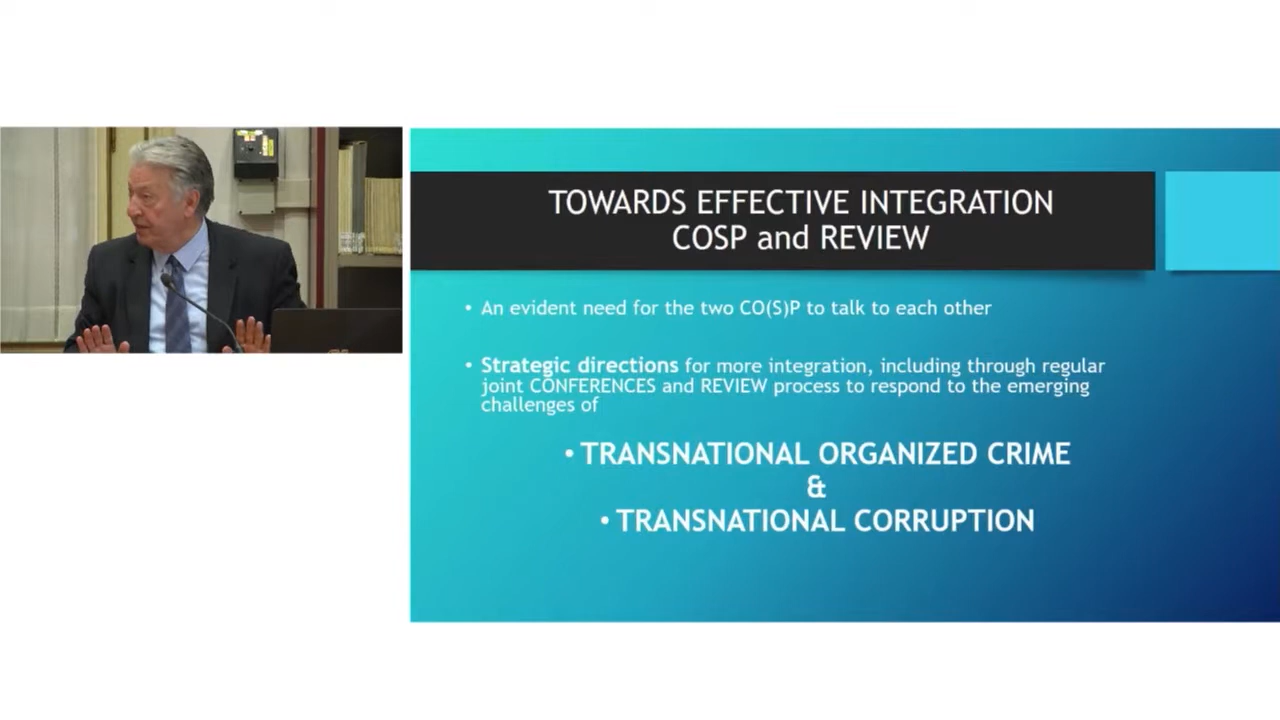 TOWARDS EFFECTIVE INTEGRATION
COSP and REVIEW
• An evident need for the two CO(S)P to talk to each other
• Strategic directions for more integration, including through regular
joint CONFERENCES and REVIEW process to respond to the emerging
challenges of
• TRANSNATIONAL ORGANIZED CRIME
&
• TRANSNATIONAL CORRUPTION